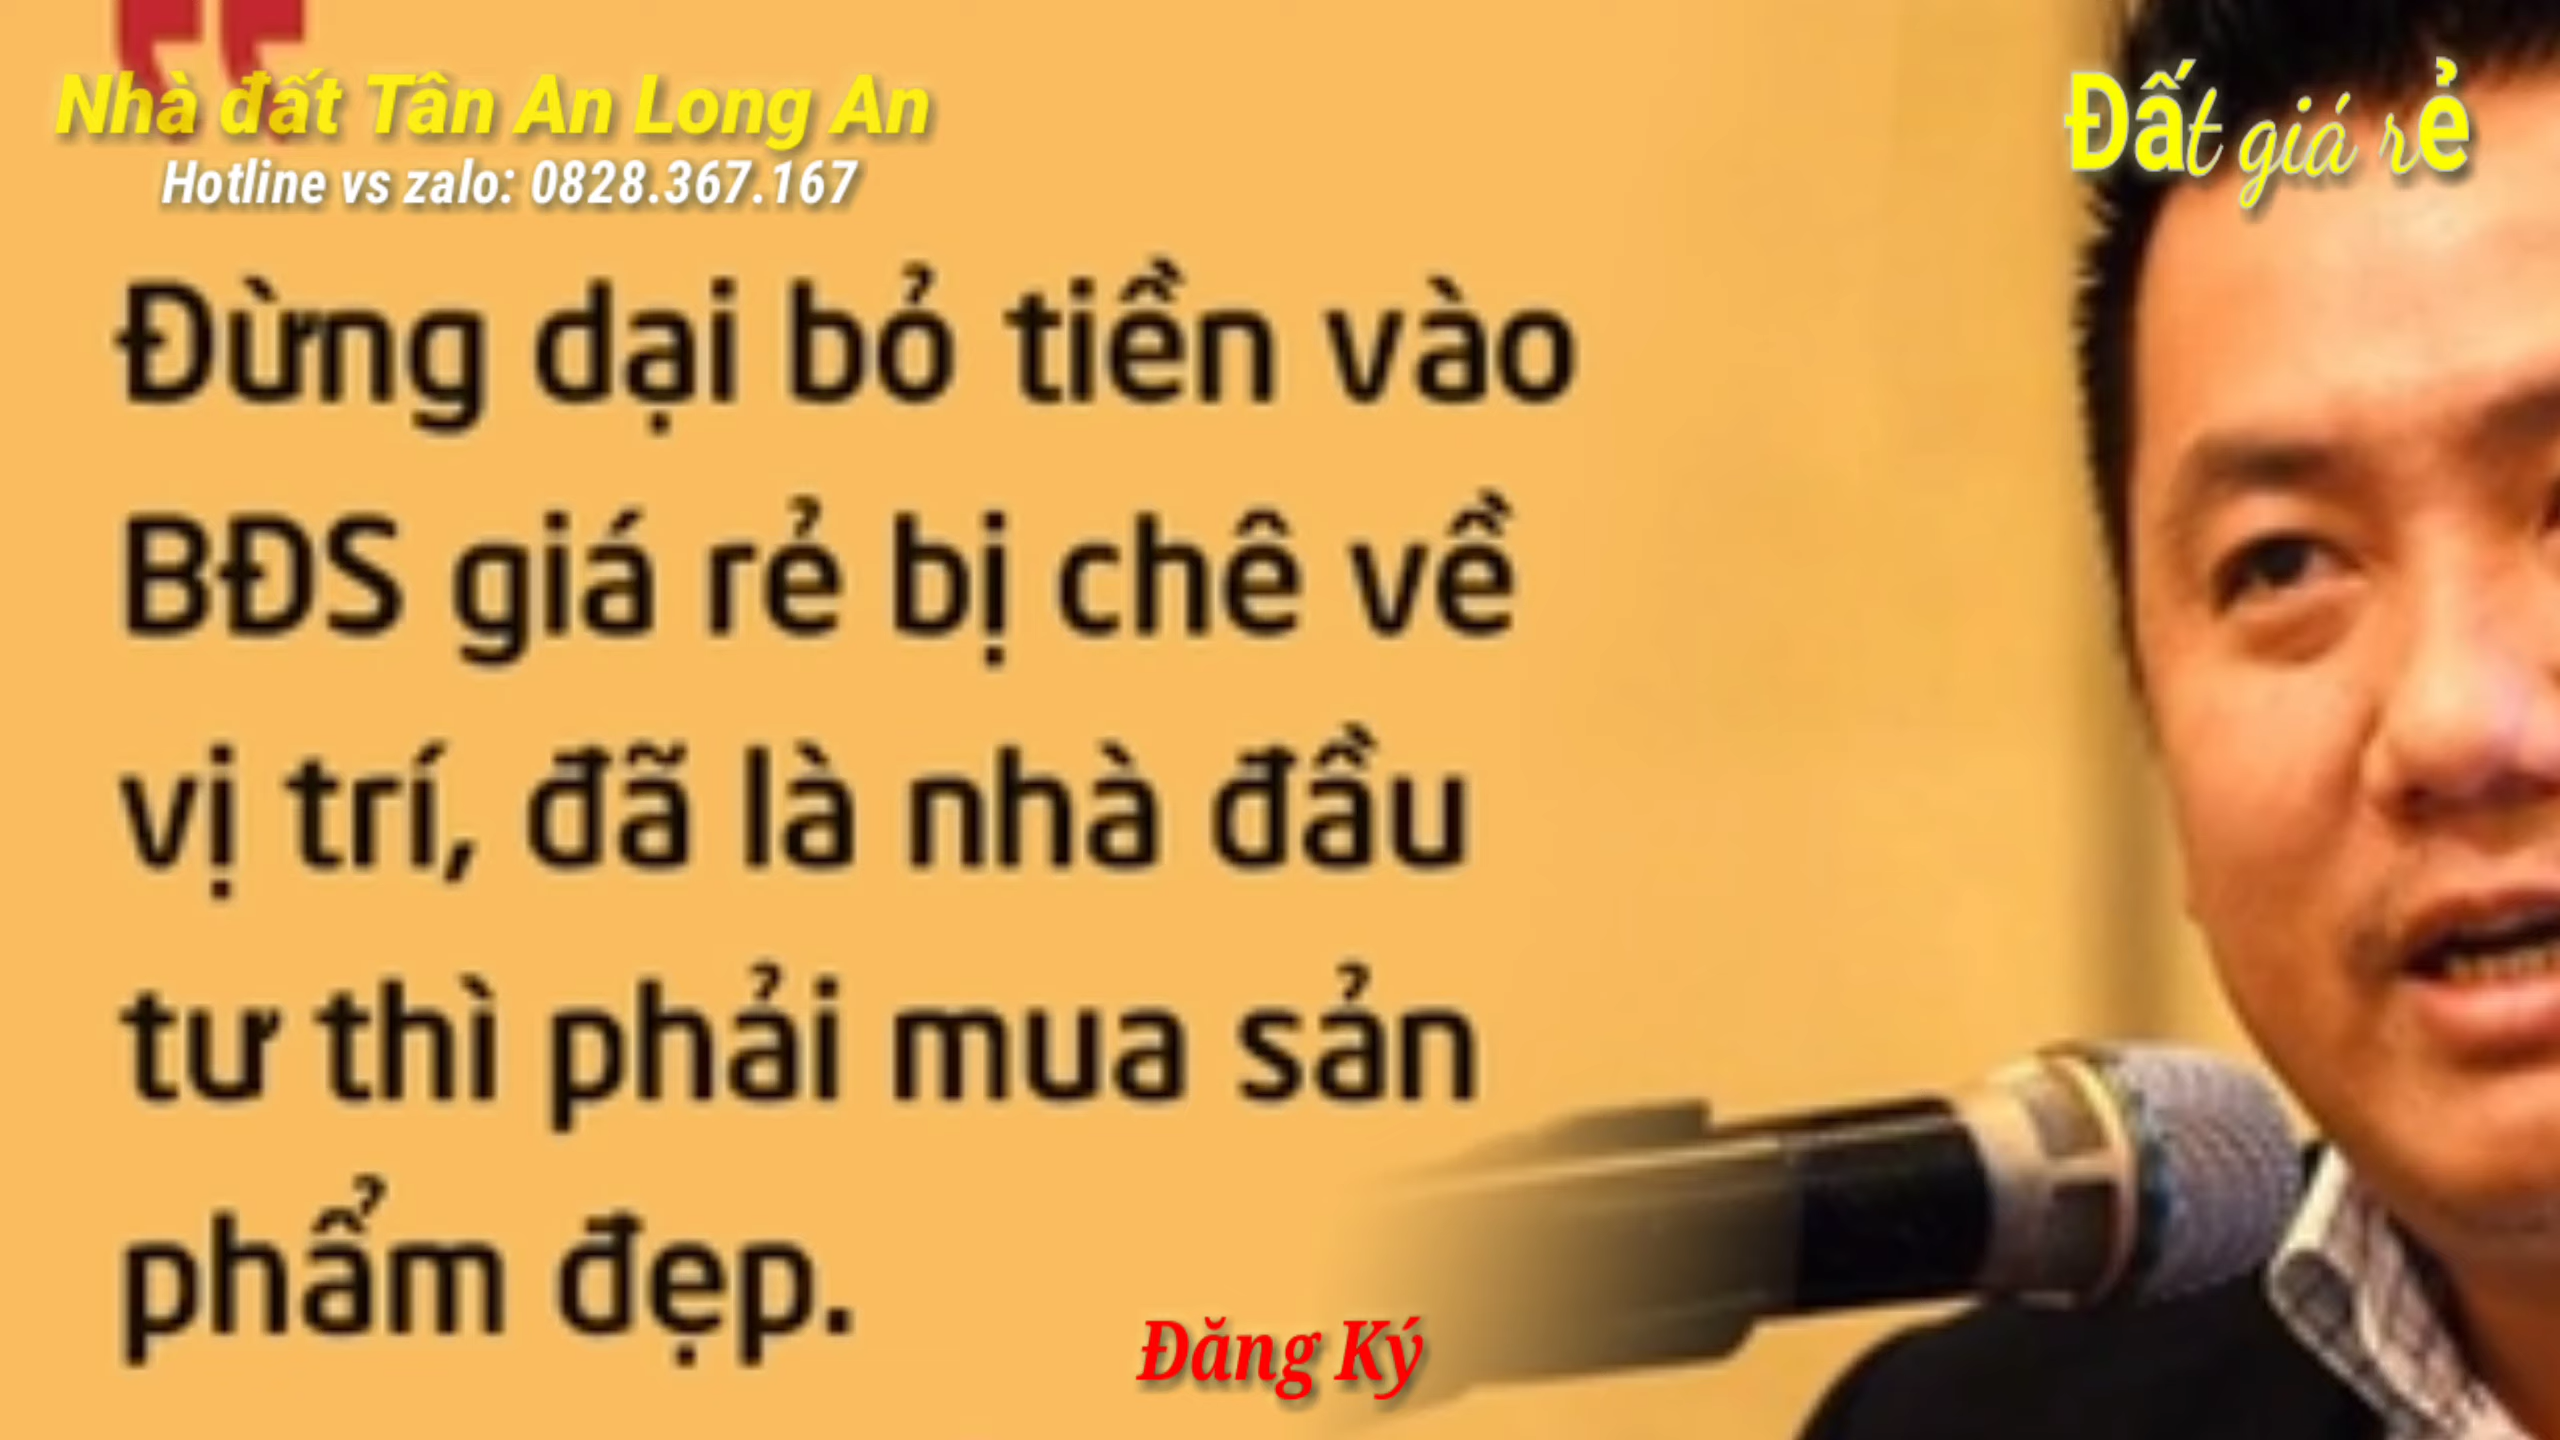 Nhà đất Tân An Long An
Hotline vs zalo: 0828.367.167
Đất giá rẻ
Đừng dại bỏ tiền vào
BĐS giá rẻ bị chê về
vị trí, đã là nhà đầu
tư thì phải mua sản
phẩm đẹp.
Đăng Ký